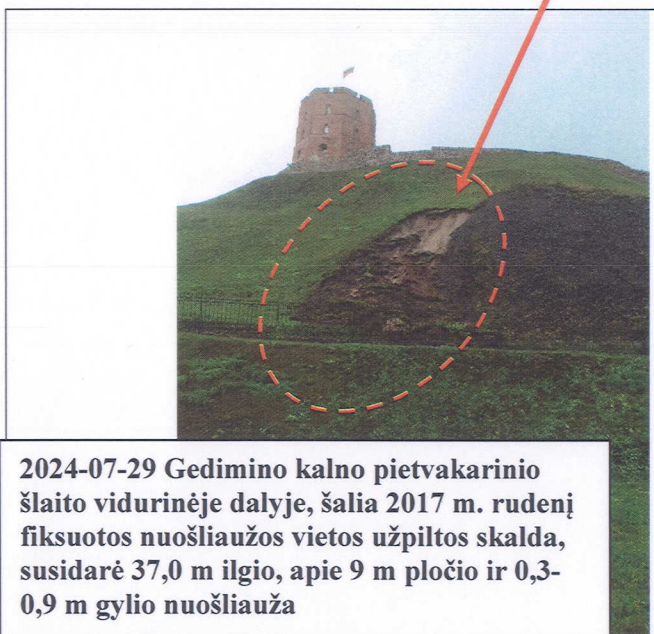 2024-07-29 Gedimino kalno pietvakarinio
šlaito vidurinėje dalyje, šalia 2017 m. rudenį
fiksuotos nuošliaužos vietos užpiltos skalda,
susidarė 37,0 m ilgio, apie 9 m pločio ir 0,3-
0,9 m gylio nuošliauža